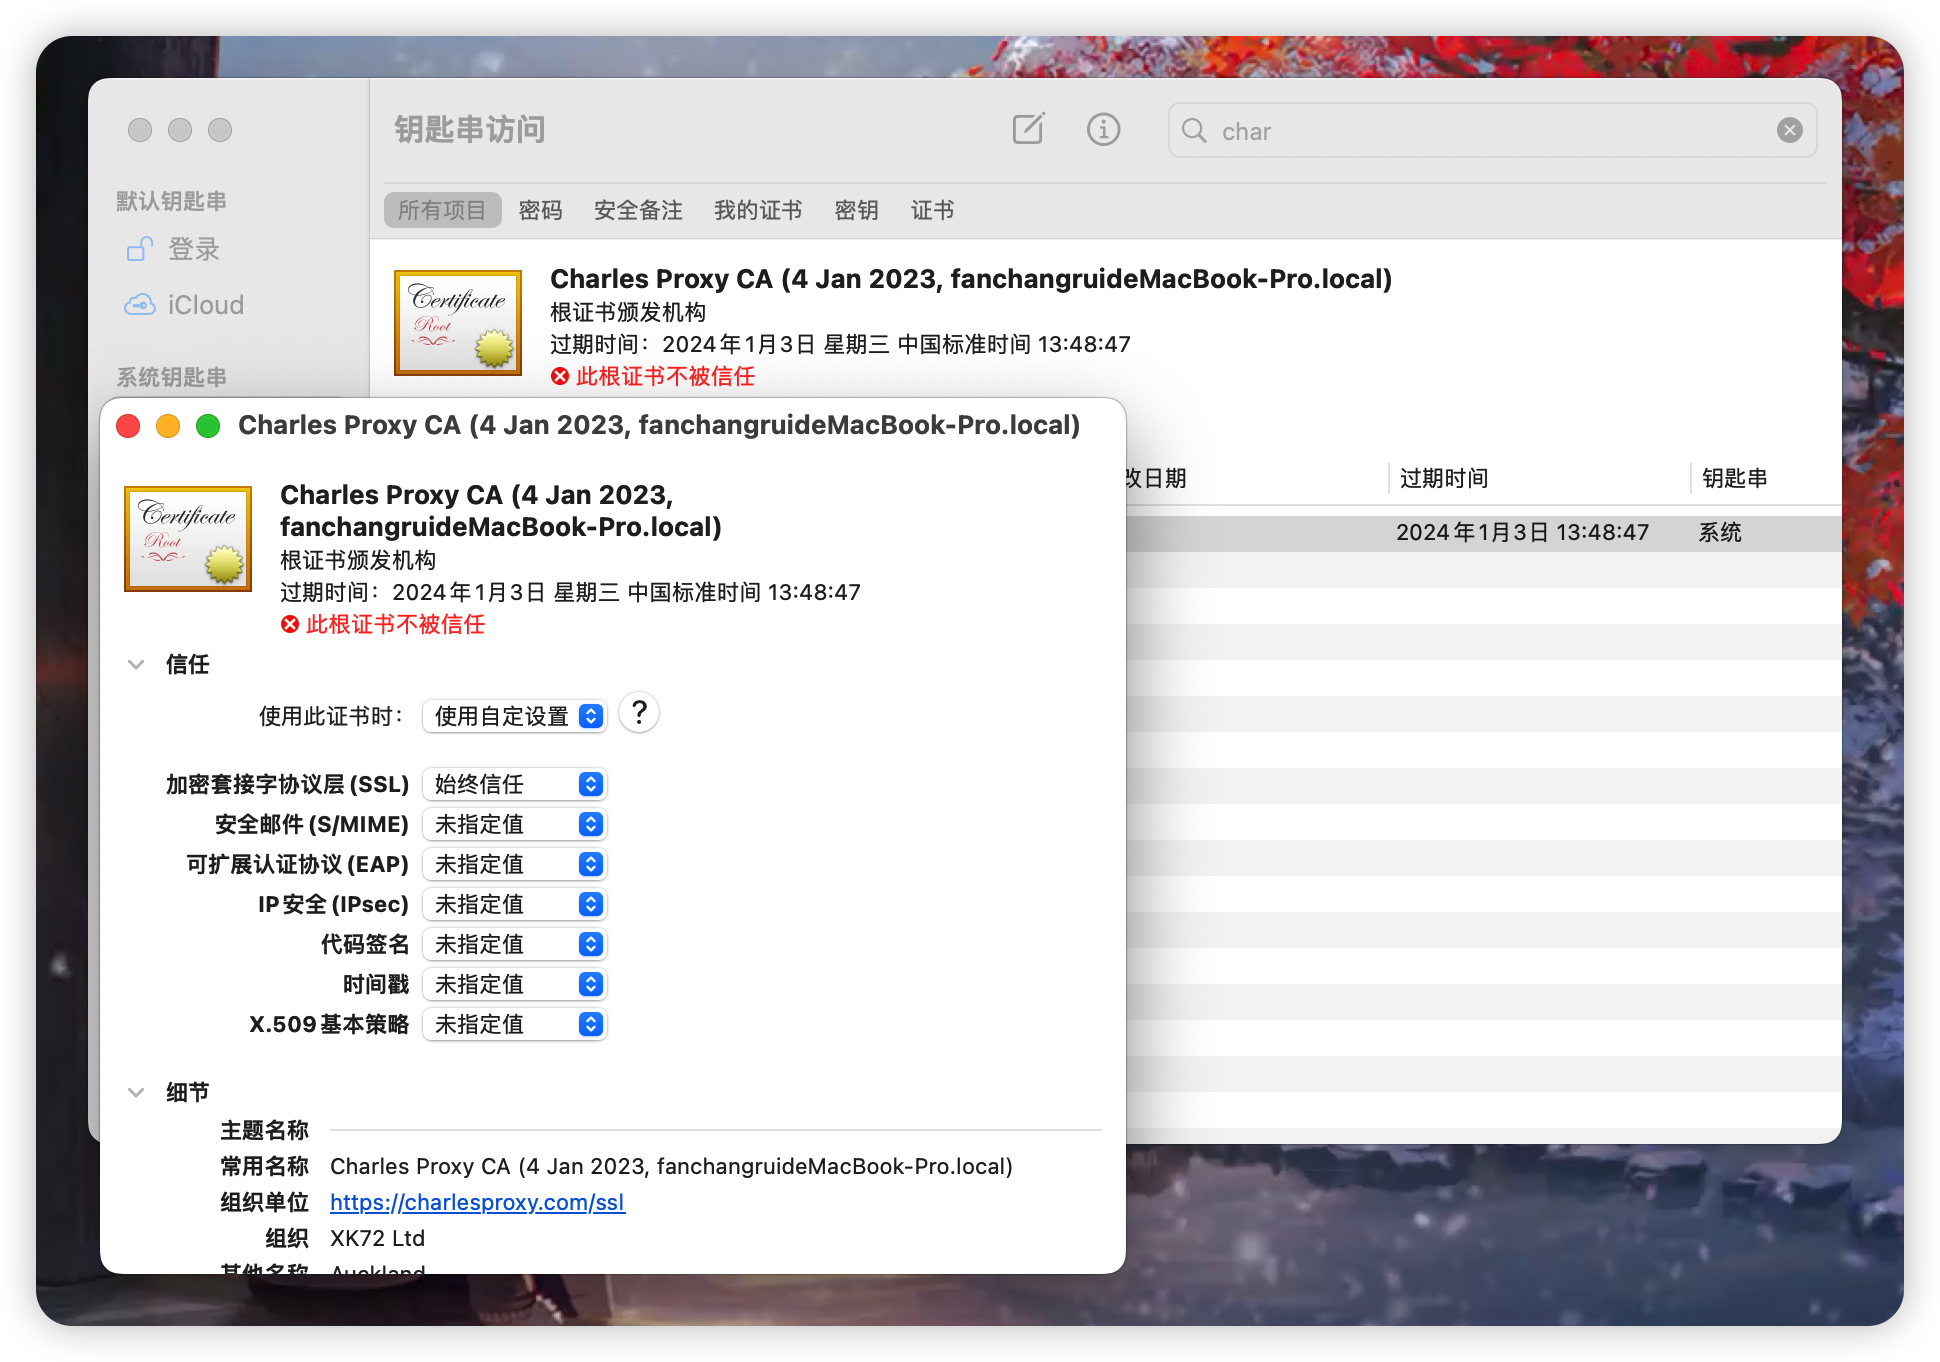 钥匙串访问
char
默认钥匙串
登录
iCloud
系统钥匙串
所有项目 密码 安全备注 我的证书 密钥 证书
Certificate
Root
Charles Proxy CA (4 Jan 2023, fanchangruideMacBook-Pro.local)
根证书颁发机构
过期时间：2024年1月3日 星期三 中国标准时间 13:48:47
此根证书不被信任
改日期 过期时间 钥匙串
2024年1月3日 13:48:47 系统
Charles Proxy CA (4 Jan 2023, fanchangruideMacBook-Pro.local)
Certificate
Root
Charles Proxy CA (4 Jan 2023,
fanchangruideMacBook-Pro.local)
根证书颁发机构
过期时间：2024年1月3日 星期三 中国标准时间 13:48:47
此根证书不被信任
信任
使用此证书时： 使用自定设置 ?
加密套接字协议层 (SSL) 始终信任
安全邮件 (S/MIME) 未指定值
可扩展认证协议 (EAP) 未指定值
IP 安全 (IPsec) 未指定值
代码签名 未指定值
时间戳 未指定值
X.509 基本策略 未指定值
细节
主题名称
常用名称 Charles Proxy CA (4 Jan 2023, fanchangruideMacBook-Pro.local)
组织单位 https://charlesproxy.com/ssl
组织 XK72 Ltd
其他名称 Auckland